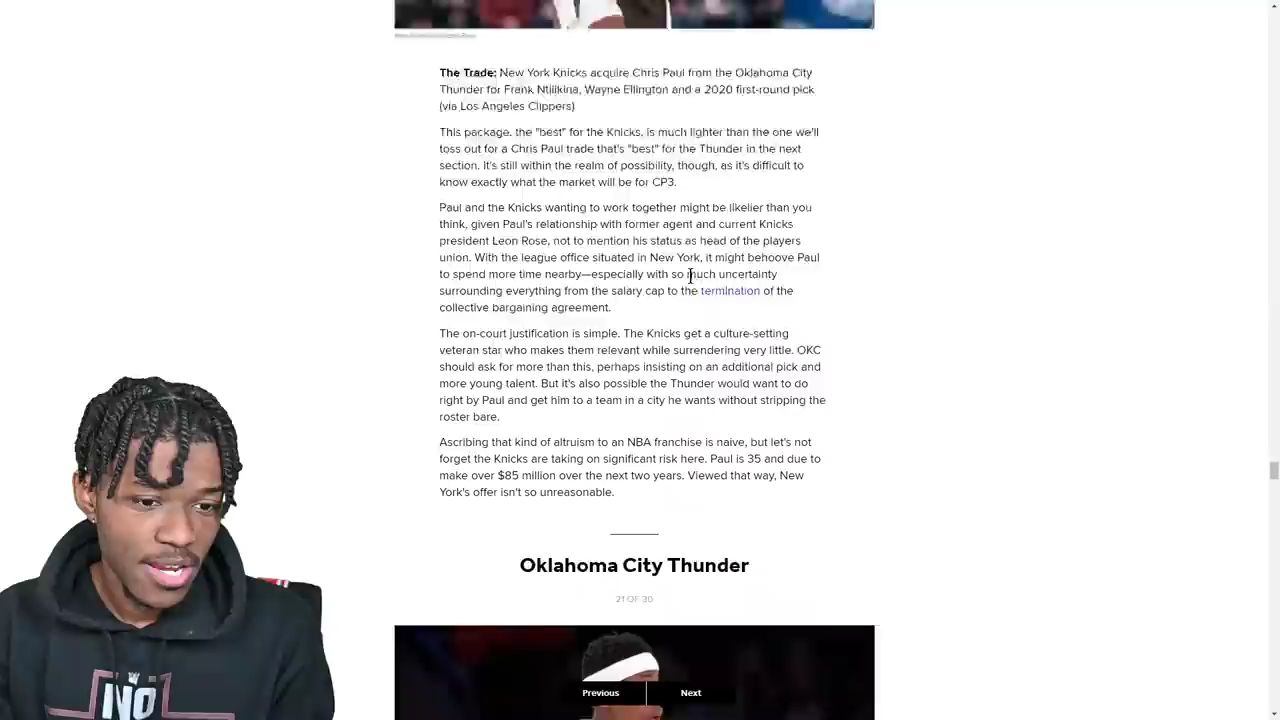 The Trade: New York Knicks acquire Chris Paul from the Oklahoma City
Thunder for Frank Ntilikina, Wayne Ellington and a 2020 first-round pick
(via Los Angeles Clippers)
This package, the "best" for the Knicks, is much lighter than the one we'll
toss out for a Chris Paul trade that's "best" for the Thunder in the next
section. It's still within the realm of possibility, though, as it's difficult to
know exactly what the market will be for CP3.
Paul and the Knicks wanting to work together might be likelier than you
think, given Paul's relationship with former agent and current Knicks
president Leon Rose, not to mention his status as head of the players
union. With the league office situated in New York, it might behoove Paul
to spend more time nearby—especially with so much uncertainty
surrounding everything from the salary cap to the termination of the
collective bargaining agreement.
The on-court justification is simple. The Knicks get a culture-setting
veteran star who makes them relevant while surrendering very little. OKC
should ask for more than this, perhaps insisting on an additional pick and
more young talent. But it's also possible the Thunder would want to do
right by Paul and get him to a team in a city he wants without stripping the
roster bare.
Ascribing that kind of altruism to an NBA franchise is naive, but let's not
forget the Knicks are taking on significant risk here. Paul is 35 and due to
make over $85 million over the next two years. Viewed that way, New
York's offer isn't so unreasonable.
Oklahoma City Thunder
21 OF 30
Previous
Next
NO